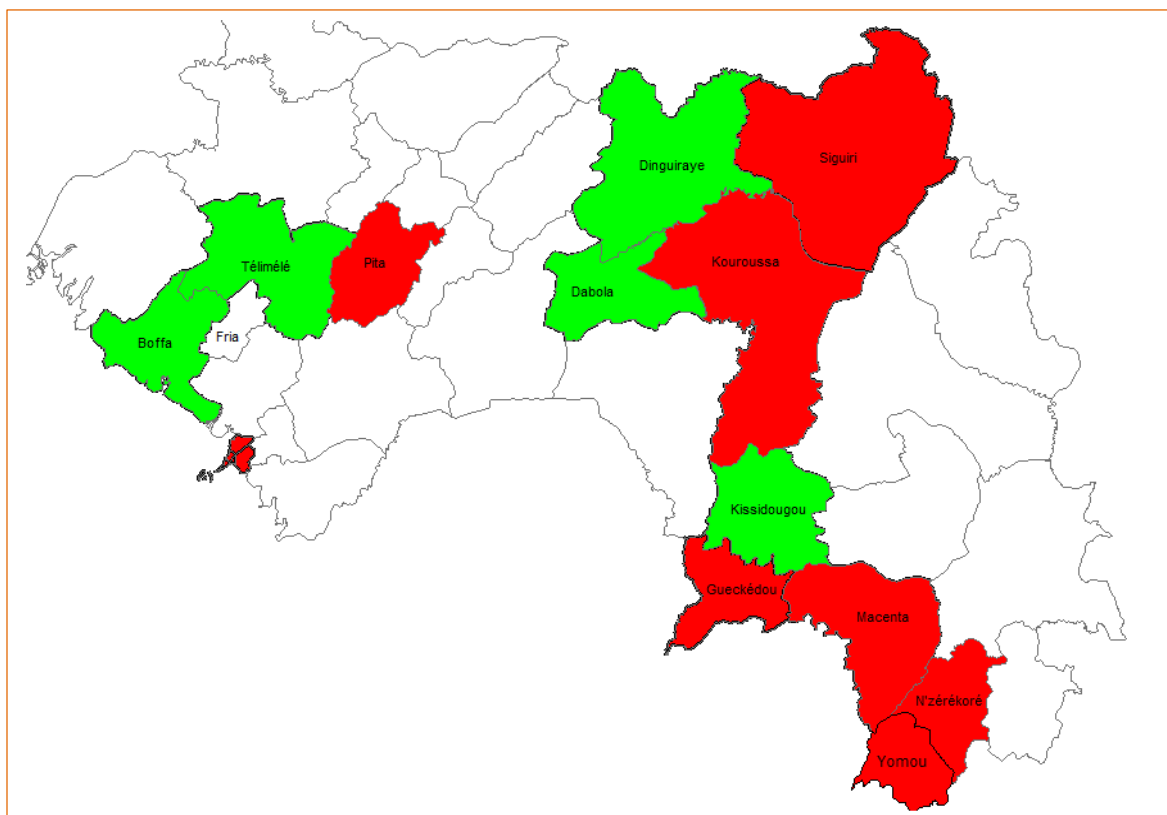 Siguiri
Dinguiraye
Kouroussa
Télimélé
Pita
Dabola
Fria
Boffa
Kissidougou
Gueckédou
Macenta
N'zérékoré
Yomou